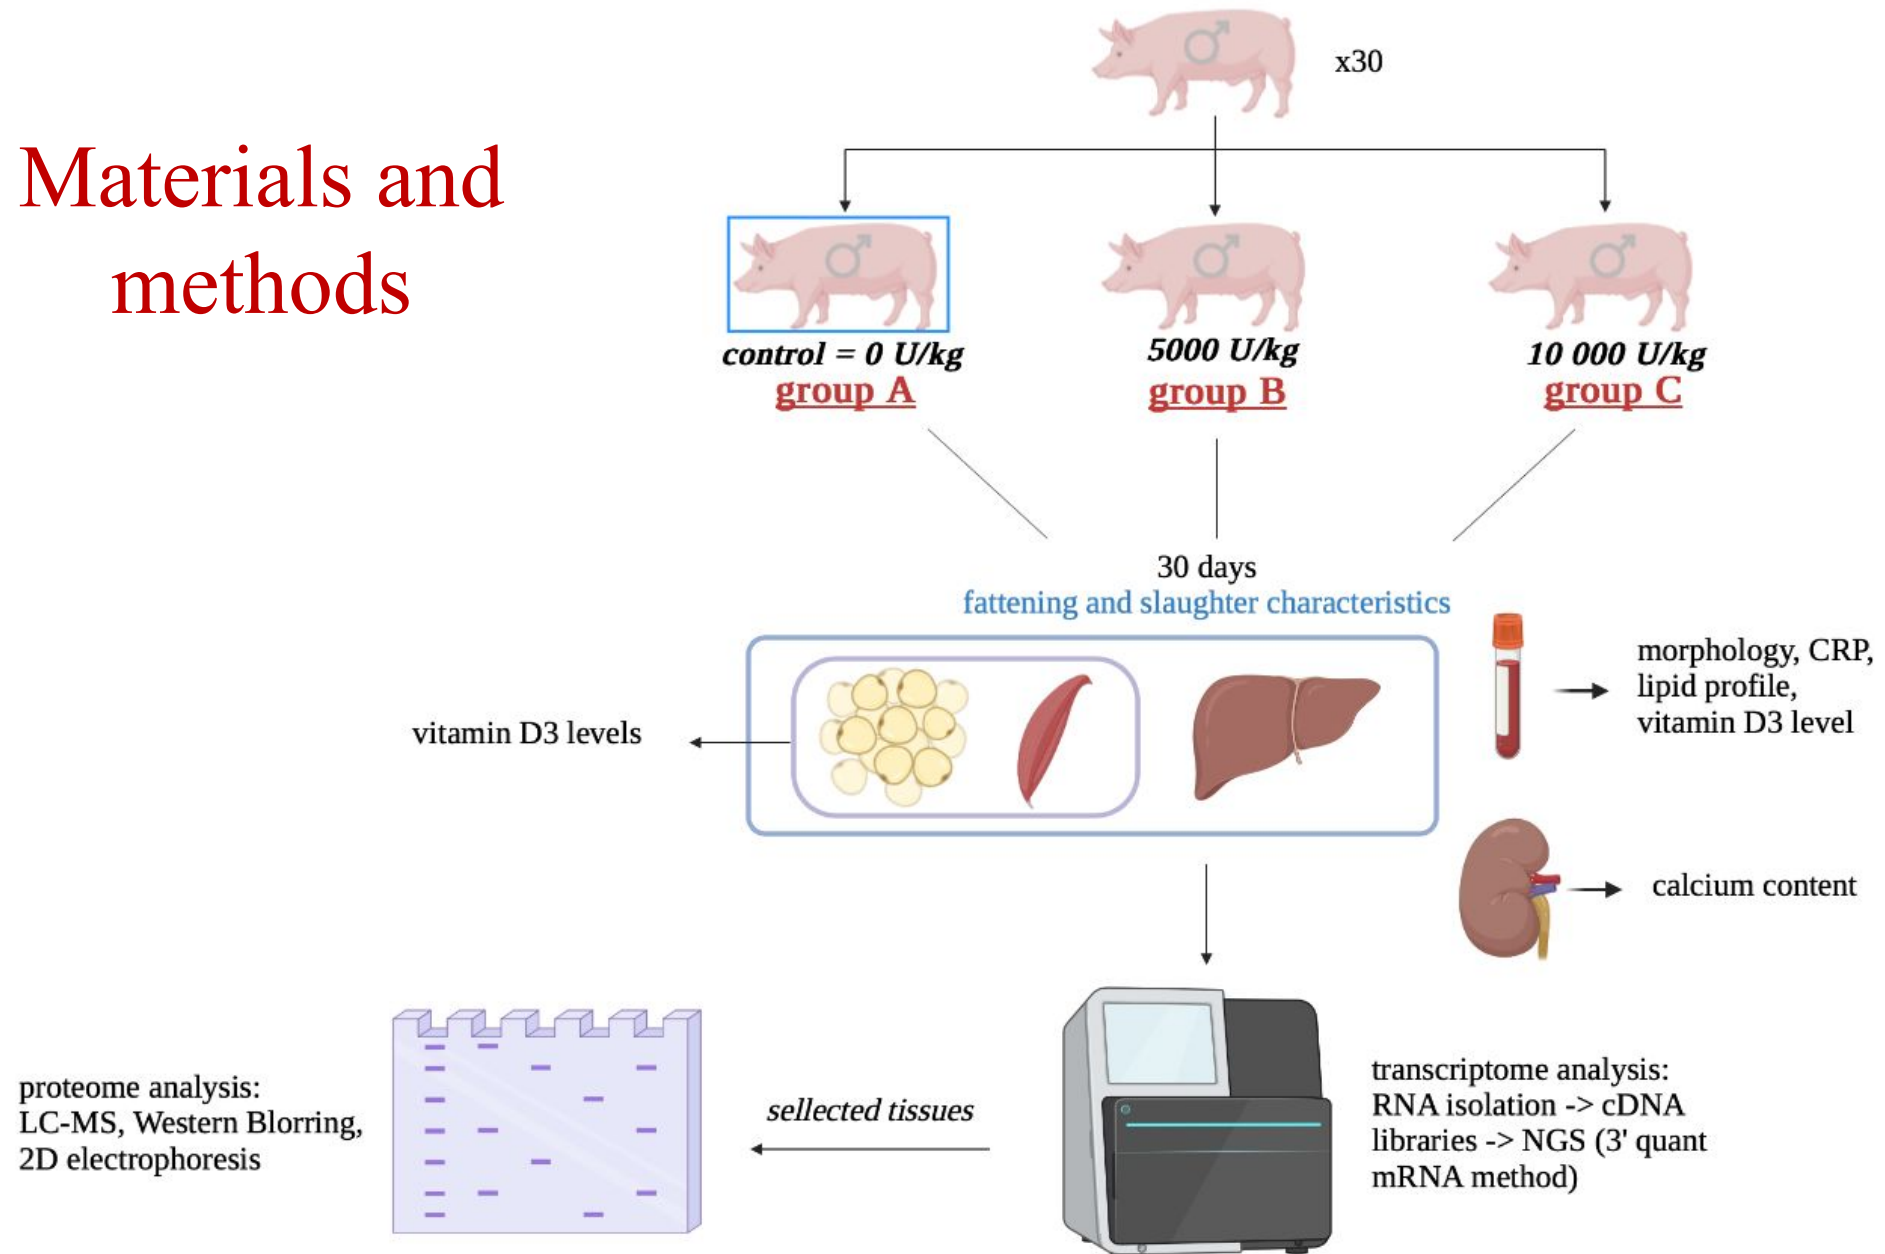 Materials and
methods
x30
control = 0 U/kg
group A
5000 U/kg
group B
10 000 U/kg
group C
30 days
fattening and slaughter characteristics
vitamin D3 levels
morphology, CRP,
lipid profile,
vitamin D3 level
calcium content
transcriptome analysis:
RNA isolation -> cDNA
libraries -> NGS (3' quant
mRNA method)
sellected tissues
proteome analysis:
LC-MS, Western Blorring,
2D electrophoresis